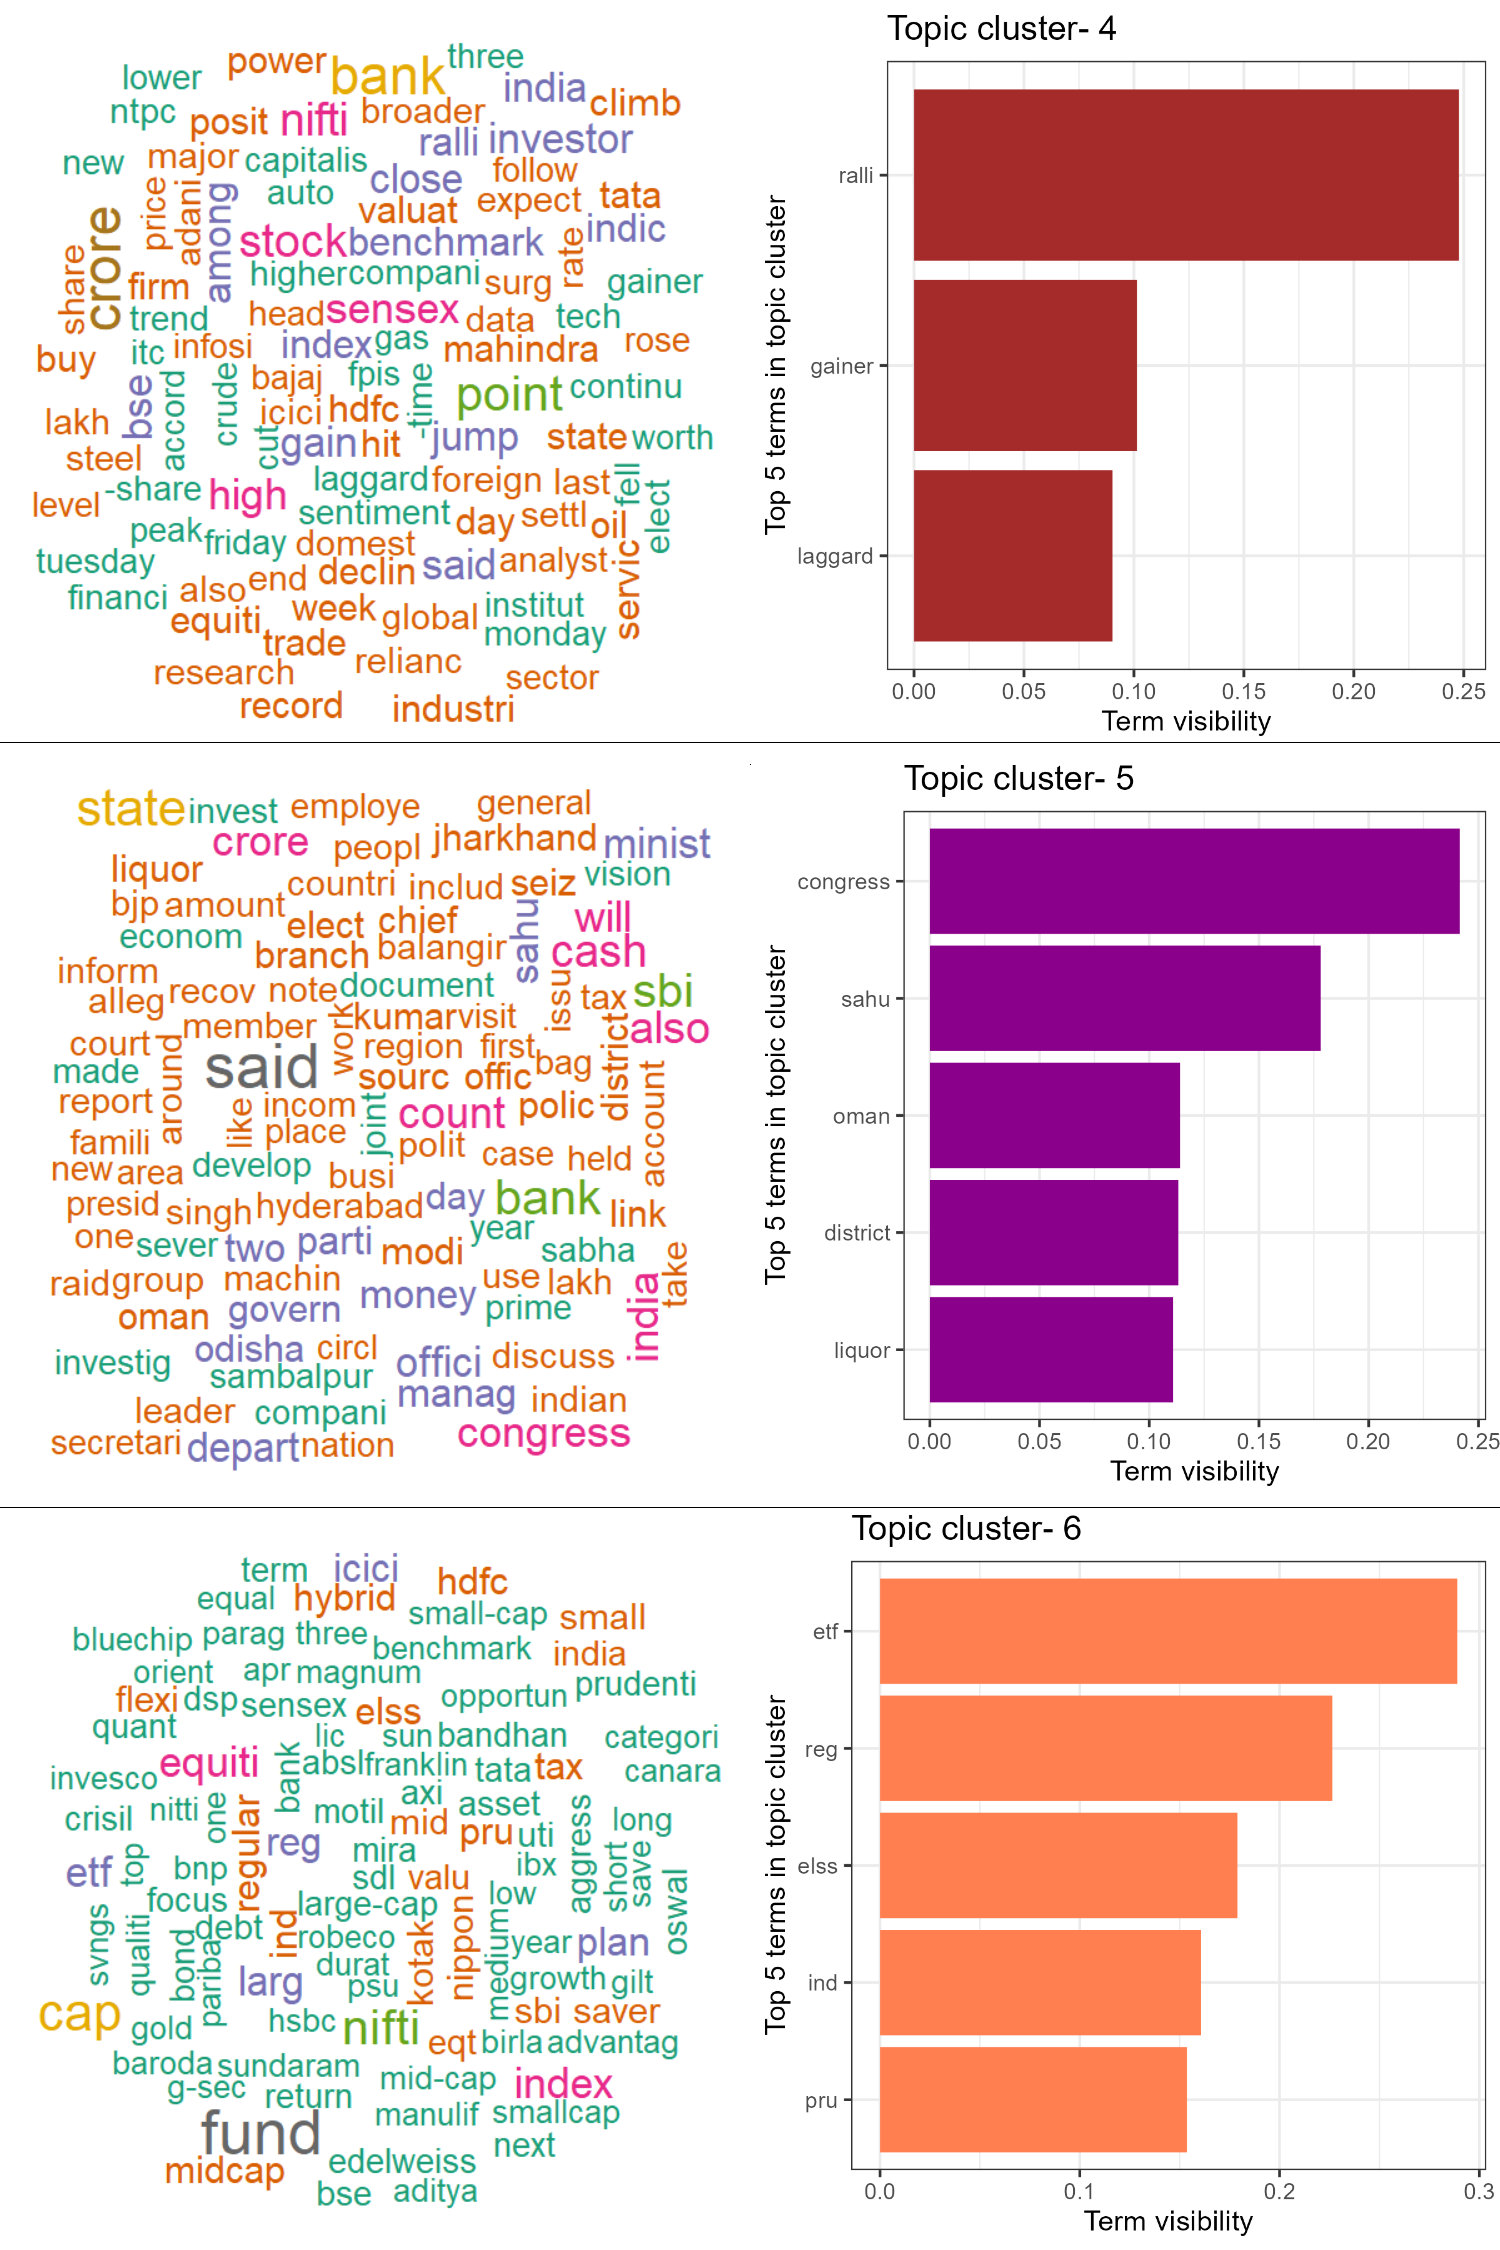 Topic cluster- 4
power bank three
lower india
ntpc posit nifti broader climb
ralli investor
new major capitalis close follow
auto valuat expect tata
price adani among
crore stock benchmark rate indic
share firm higher compani surg gainer
trend head sensex data tech
buy itc infosi index gas mahindra rose
bse accord crude bajaj fpis -time point continu
lakh icici hdfc
cut gain hit jump state worth
steel
level -share high laggard foreign last fell elect
peak friday sentiment day settl oil
tuesday domest
financi also end declin said analyst servic
equiti week global institut
trade monday
research relianc sector
record industri
Top 5 terms in topic cluster
ralli
gainer
laggard
0.00 0.05 0.10 0.15 0.20 0.25
Term visibility
Topic cluster- 5
state invest employe general
crore peopl jharkhand minist
liquor countri includ seiz vision
bjp amount elect chief sahu will
econom branch balangir cash
inform
alleg recov note document issu tax sbi
member work kumar visit also
court around region first bag district
made said sourc offic account
report like incom joint count polic
famili place polit case held
new area develop busi
presid singh hyderabad day bank link
one sever two parti modi year sabha take
raid group machin money use lakh india
oman govern prime
investig odisha circl offici discuss
sambalpur manag indian
leader compani congress
secretari depart nation
Top 5 terms in topic cluster
congress
sahu
oman
district
liquor
0.00 0.05 0.10 0.15 0.20 0.25
Term visibility
Topic cluster- 6
term icici hdfc
equal hybrid small-cap small
bluechip parag three benchmark india
orient apr magnum prudenti
flexi dsp sensex elss opportun
quant lic sun bandhan categori
equiti bank absl franklin tata tax canara
invesco axi asset
crisil nitti one regular motil mid pru uti aggress long
reg mira ibx short save
etf top bnp sdl valu oswal
focus large-cap low
svngs qualiti bond debt ind robeco kotak nippon medium year plan
pariba larg durat psu growth gilt
cap gold hsbc nifti eqt sbi saver
birla advantag
baroda sundaram mid-cap index
g-sec return manulif smallcap
fund next
midcap edelweiss
bse aditya
Top 5 terms in topic cluster
etf
reg
elss
ind
pru
0.0 0.1 0.2 0.3
Term visibility